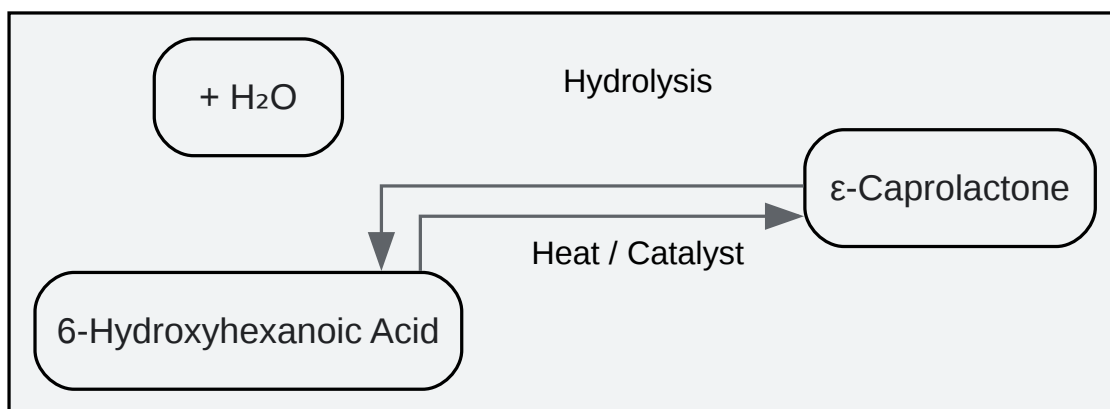 + H₂O
Hydrolysis
ε-Caprolactone
Heat / Catalyst
6-Hydroxyhexanoic Acid